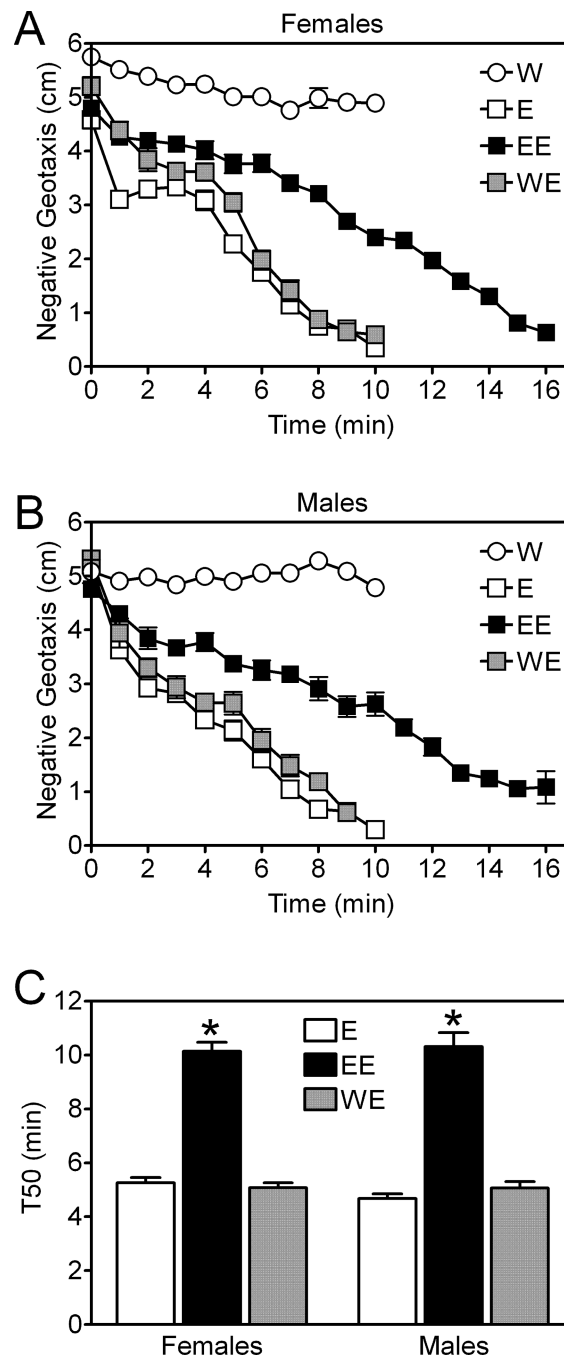 A
Females
Negative Geotaxis (cm)
6
5
4
3
2
1
0
W
E
EE
WE
0 2 4 6 8 10 12 14 16
Time (min)
B
Males
Negative Geotaxis (cm)
6
5
4
3
2
1
0
W
E
EE
WE
0 2 4 6 8 10 12 14 16
Time (min)
C
T50 (min)
12
10
8
6
4
2
0
* *
E
EE
WE
Females Males